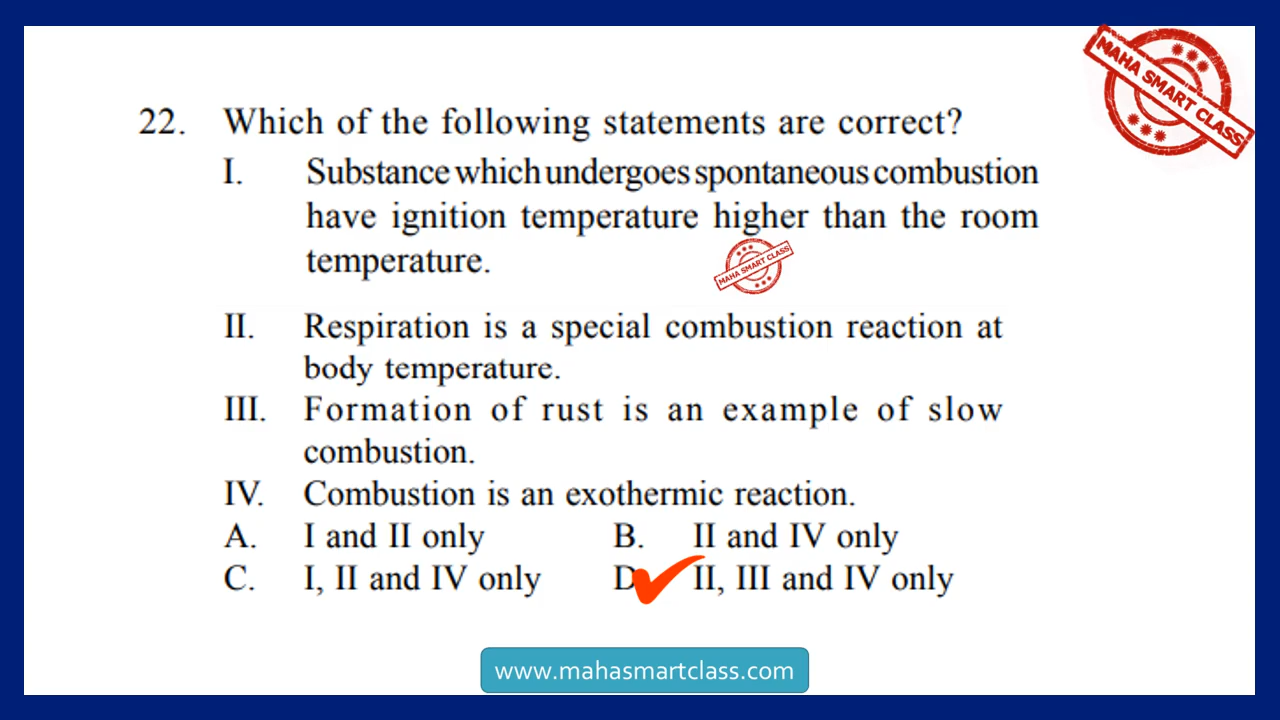 MAHA SMART CLASS
22. Which of the following statements are correct?
I. Substance which undergoes spontaneous combustion
have ignition temperature higher than the room
temperature.
MAHA SMART CLASS
II. Respiration is a special combustion reaction at
body temperature.
III. Formation of rust is an example of slow
combustion.
IV. Combustion is an exothermic reaction.
A. I and II only B. II and IV only
C. I, II and IV only D II, III and IV only
www.mahasmartclass.com